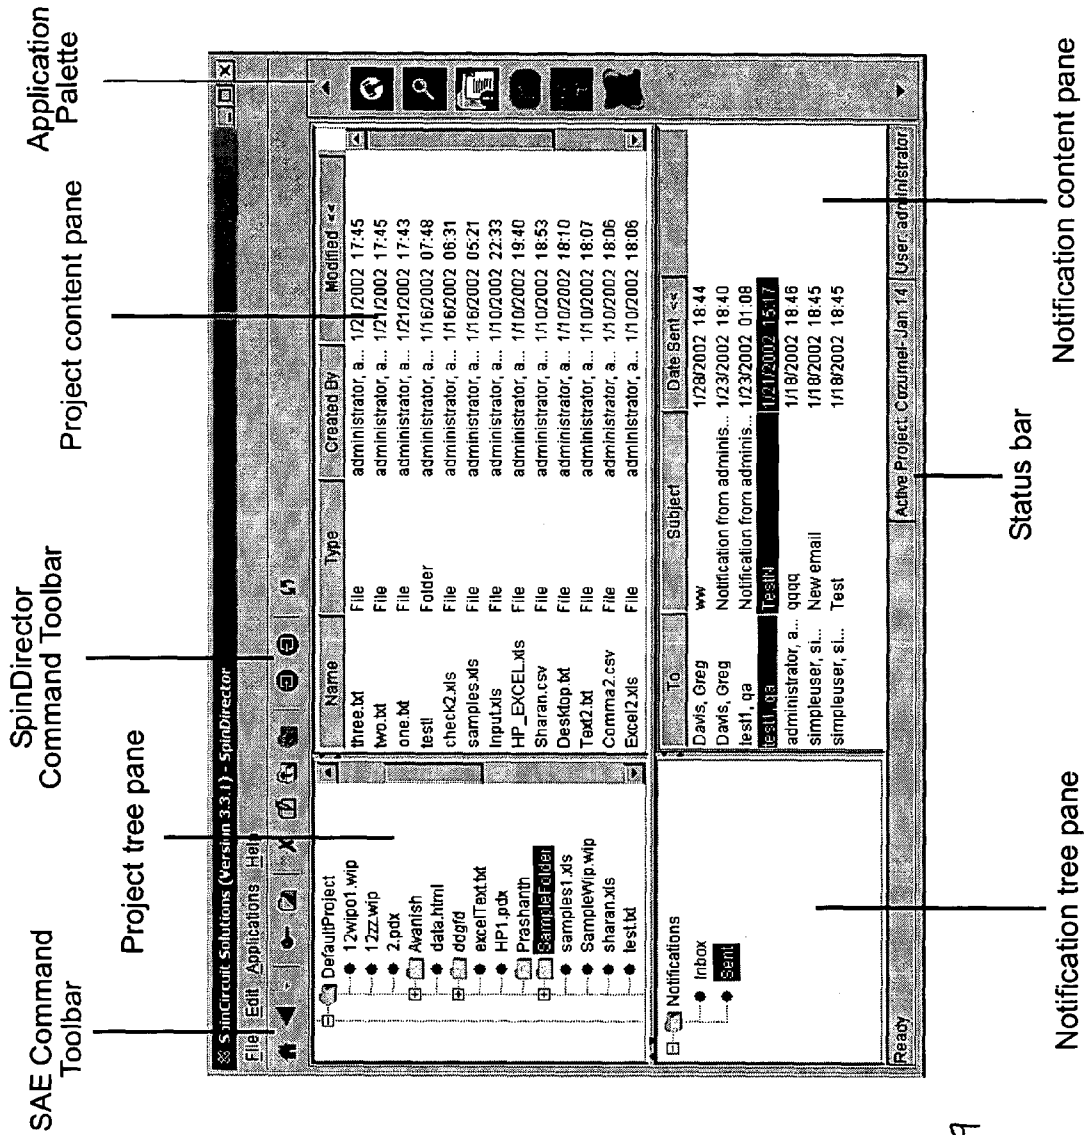 SAE Command
Toolbar
SpinDirector
Command Toolbar
Application
Palette
Project tree pane
Project content pane
SpinCircuit Solutions (Version 3.3.1) - SpinDirector
File Edit Applications Help
DefaultProject
12wipo1.wip
12zz.wip
2.pdx
Avanish
data.html
ddgfd
excelText.txt
HP1.pdx
Prashanth
SampleFolder
samples1.xls
SampleWip.wip
sharan.xls
test.txt
Name Type Created By Modified <<
three.txt File administrator, a... 1/21/2002 17:45
two.txt File administrator, a... 1/21/2002 17:45
one.txt File administrator, a... 1/21/2002 17:43
test! Folder administrator, a... 1/16/2002 07:48
check2.xls File administrator, a... 1/16/2002 06:31
samples.xls File administrator, a... 1/16/2002 05:21
Input.xls File administrator, a... 1/10/2002 22:33
HP_EXCEL.xls File administrator, a... 1/10/2002 19:40
Sharan.csv File administrator, a... 1/10/2002 18:53
Desktop.txt File administrator, a... 1/10/2002 18:10
Text2.txt File administrator, a... 1/10/2002 18:07
Comma2.csv File administrator, a... 1/10/2002 18:06
Excel2.xls File administrator, a... 1/10/2002 18:06
Notifications
Inbox
Sent
To Subject Date Sent <<
Davis, Greg ww 1/28/2002 18:44
Davis, Greg Notification from adminis... 1/23/2002 18:40
test1, qa Notification from adminis... 1/23/2002 01:08
test1, qa TestN 1/21/2002 15:17
administrator, a... qqqq 1/18/2002 18:46
simpleuser, si... New email 1/18/2002 18:45
simpleuser, si... Test 1/18/2002 18:45
Ready Active Project: Cozumel- Jan 14 User: administrator
Notification tree pane
Status bar
Notification content pane
9